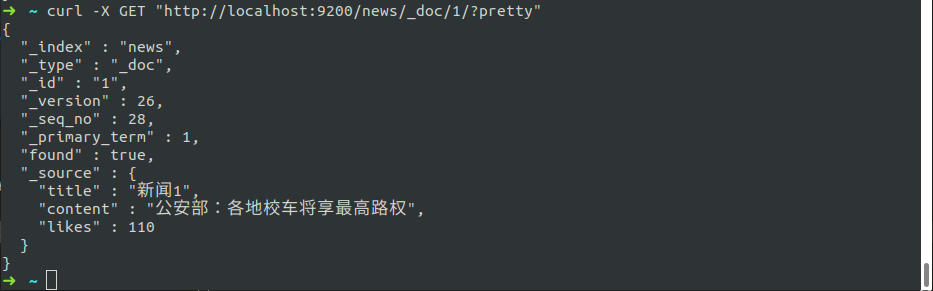 ➜ ~ curl -X GET "http://localhost:9200/news/_doc/1/?pretty"
{
  "_index" : "news",
  "_type" : "_doc",
  "_id" : "1",
  "_version" : 26,
  "_seq_no" : 28,
  "_primary_term" : 1,
  "found" : true,
  "_source" : {
    "title" : "新闻1",
    "content" : "公安部：各地校车将享最高路权",
    "likes" : 110
  }
}
➜ ~